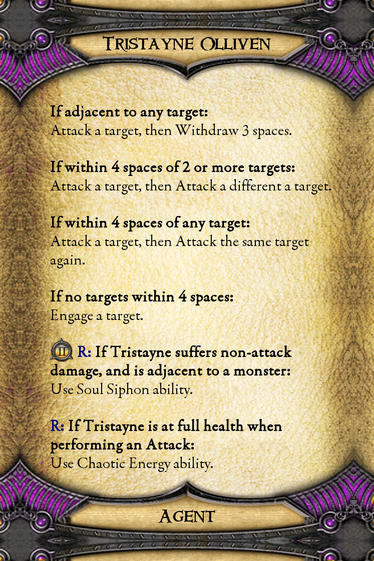 Tristayne Olliven
If adjacent to any target:
Attack a target, then Withdraw 3 spaces.
If within 4 spaces of 2 or more targets:
Attack a target, then Attack a different a target.
If within 4 spaces of any target:
Attack a target, then Attack the same target
again.
If no targets within 4 spaces:
Engage a target.
II R: If Tristayne suffers non-attack
damage, and is adjacent to a monster:
Use Soul Siphon ability.
R: If Tristayne is at full health when
performing an Attack:
Use Chaotic Energy ability.
Agent